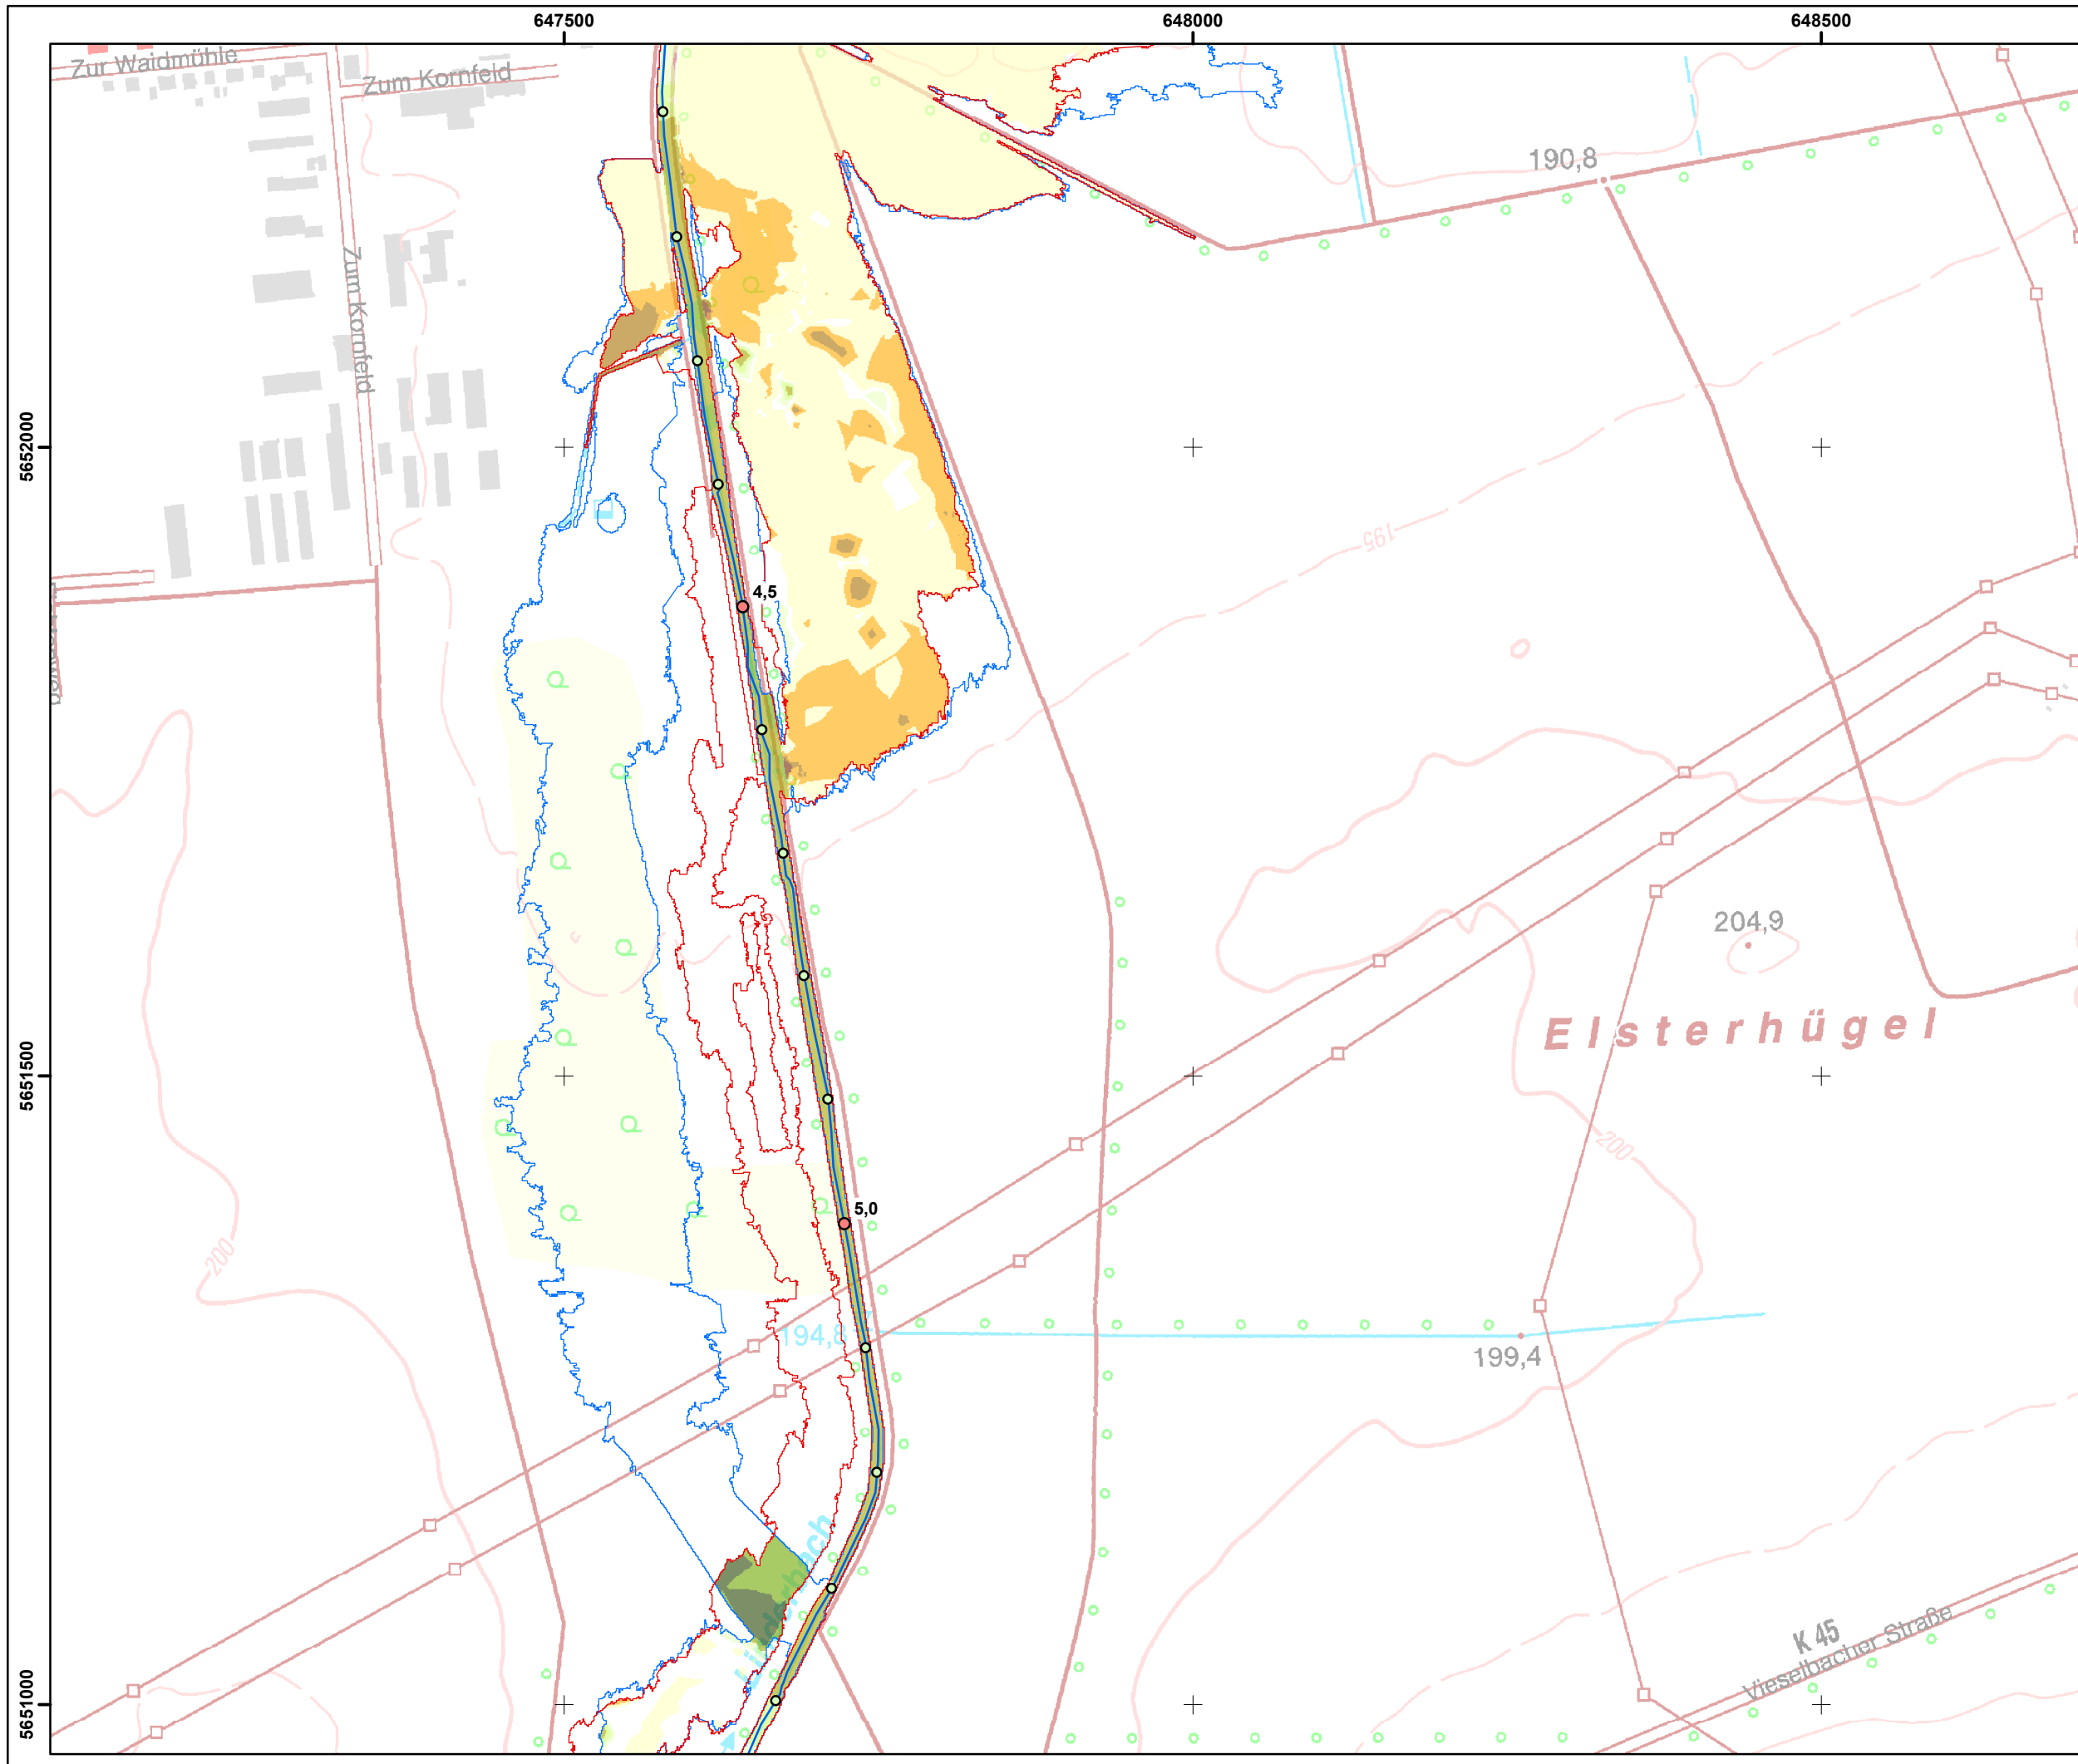 647500
648000
648500
Zur Waidmühle
Zum Kornfeld
190,8
Zum Kornfeld
5652000
195
4,5
204,9
Elsterhügel
5651500
200
5,0
200
194,8
199,4
Linderbach
K 45
Vieselbacher Straße
5651000